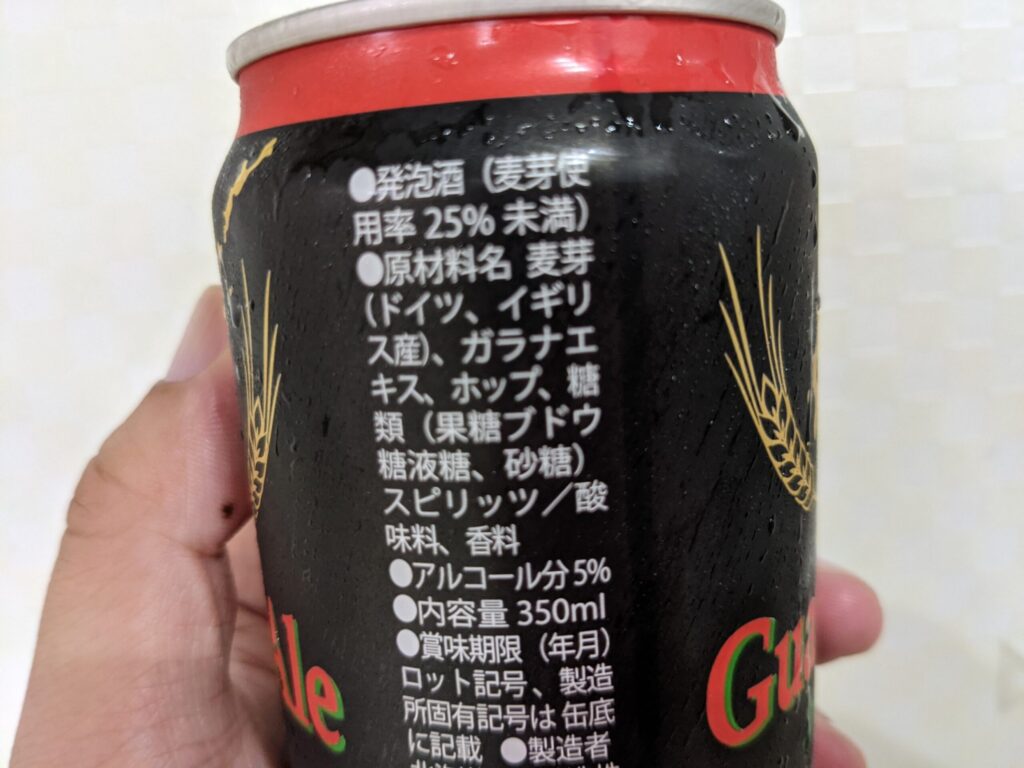 ●発泡酒（麦芽使
用率 25% 未満）
●原材料名 麦芽
（ドイツ、イギリ
ス産）、ガラナエ
キス、ホップ、糖
類（果糖ブドウ
糖液糖、砂糖）
スピリッツ／酸
味料、香料
●アルコール分5%
●内容量 350ml
●賞味期限（年月）
ロット記号、製造
所固有記号は 缶底
に記載 ●製造者
Ale
Gu